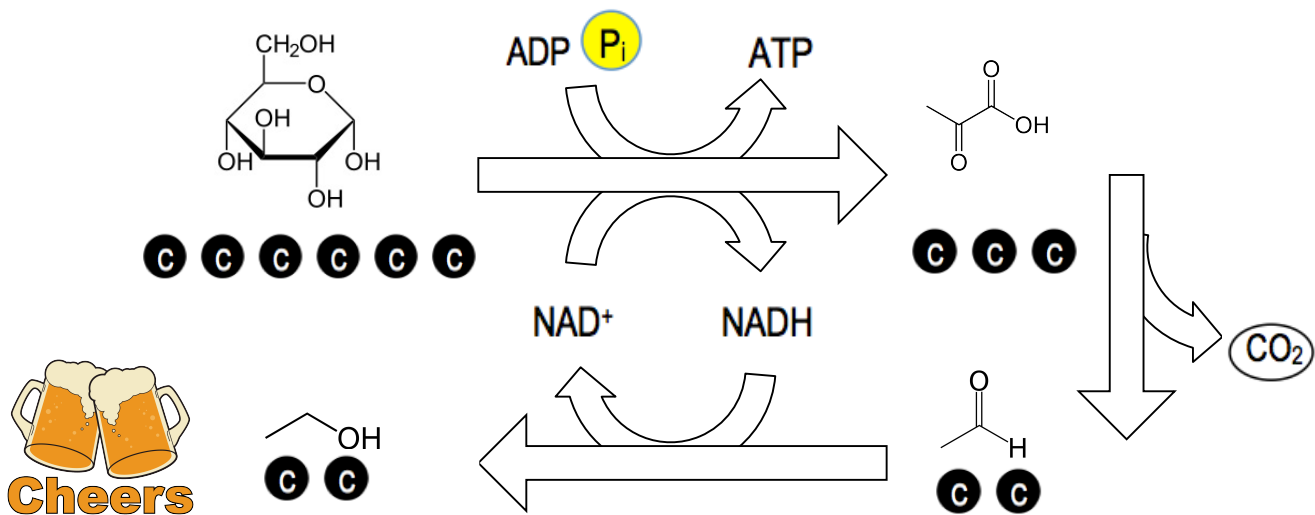 CH₂OH
O
OH
OH
OH
OH
C C C C C C
ADP Pᵢ ATP
NAD⁺ NADH
O
OH
O
C C C
CO₂
O
H
C C
OH
C C
Cheers